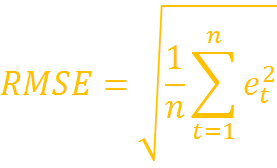 RMSE = √(1/n ∑_{t=1}^{n} e_t^2)